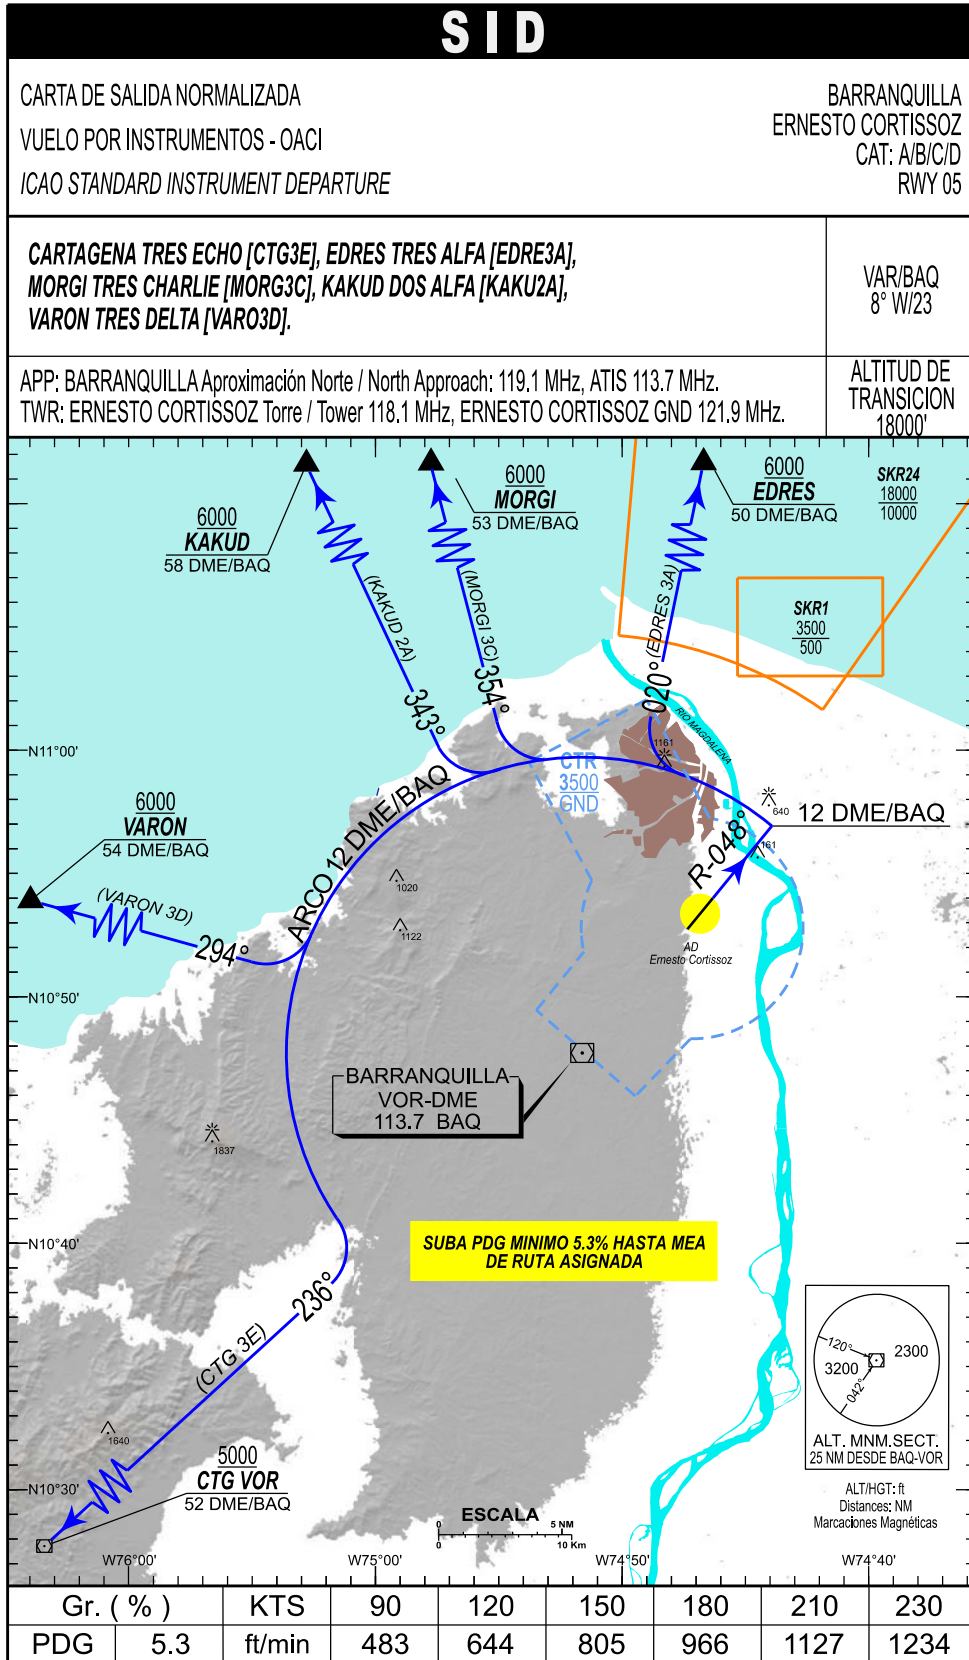 SID
CARTA DE SALIDA NORMALIZADA
VUELO POR INSTRUMENTOS - OACI
ICAO STANDARD INSTRUMENT DEPARTURE
BARRANQUILLA
ERNESTO CORTISSOZ
CAT: A/B/C/D
RWY 05
CARTAGENA TRES ECHO [CTG3E], EDRES TRES ALFA [EDRE3A],
MORGI TRES CHARLIE [MORG3C], KAKUD DOS ALFA [KAKU2A],
VARON TRES DELTA [VARO3D].
VAR/BAQ
8° W/23
APP: BARRANQUILLA Aproximación Norte / North Approach: 119.1 MHz, ATIS 113.7 MHz.
TWR: ERNESTO CORTISSOZ Torre / Tower 118.1 MHz, ERNESTO CORTISSOZ GND 121.9 MHz.
ALTITUD DE
TRANSICION
18000'
6000
KAKUD
58 DME/BAQ
6000
MORGI
53 DME/BAQ
6000
EDRES
50 DME/BAQ
SKR24
18000
10000
SKR1
3500
500
(KAKUD 2A)
343°
(MORGI 3C)
354°
(EDRES 3A)
020°
RIO MAGDALENA
N11°00'
1161
CTR
3500
GND
640
12 DME/BAQ
161
R-048°
ARCO 12 DME/BAQ
6000
VARON
54 DME/BAQ
(VARON 3D)
294°
1020
1122
AD
Ernesto Cortissoz
N10°50'
BARRANQUILLA
VOR-DME
113.7 BAQ
1837
N10°40'
SUBA PDG MINIMO 5.3% HASTA MEA
DE RUTA ASIGNADA
236°
(CTG 3E)
120°
2300
3200
042°
ALT. MNM.SECT.
25 NM DESDE BAQ-VOR
1640
5000
CTG VOR
52 DME/BAQ
N10°30'
ALT/HGT: ft
Distances: NM
Marcaciones Magnéticas
ESCALA
0 5 NM
0 10 Km
W76°00' W75°00' W74°50' W74°40'
Gr. ( % ) KTS 90 120 150 180 210 230
PDG 5.3 ft/min 483 644 805 966 1127 1234